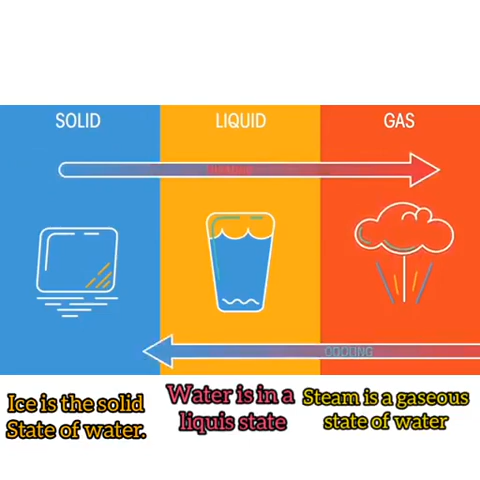 SOLID
LIQUID
GAS
COOLING
Ice is the solid
State of water.
Water is in a
liquis state
Steam is a gaseous
state of water